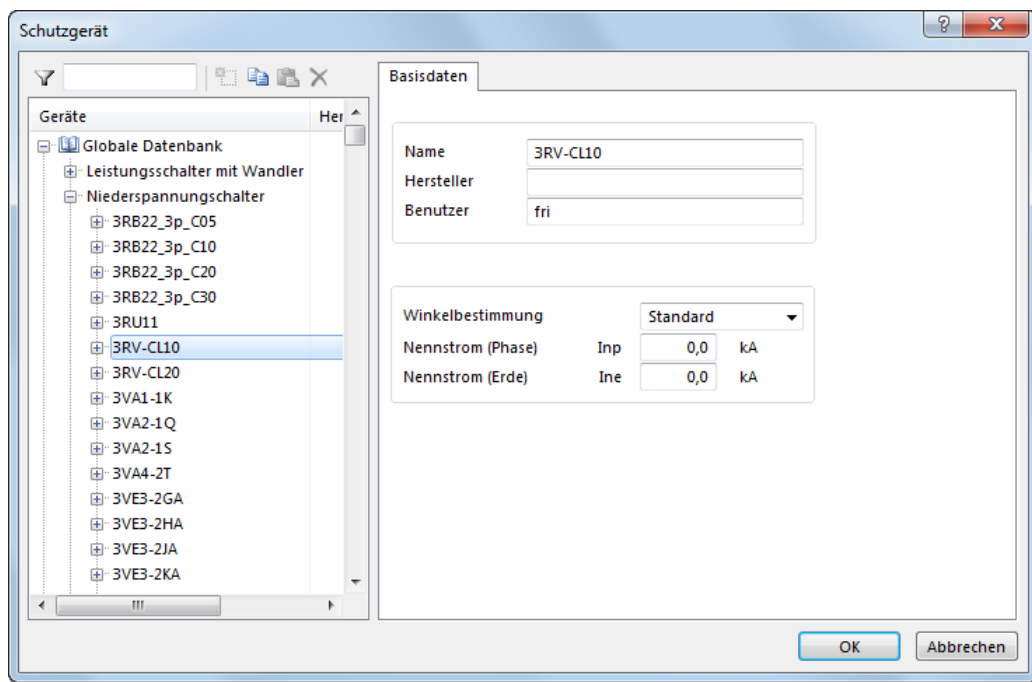 Schutzgerät
Geräte Her
Globale Datenbank
Leistungsschalter mit Wandler
Niederspannungschalter
3RB22_3p_C05
3RB22_3p_C10
3RB22_3p_C20
3RB22_3p_C30
3RU11
3RV-CL10
3RV-CL20
3VA1-1K
3VA2-1Q
3VA2-1S
3VA4-2T
3VE3-2GA
3VE3-2HA
3VE3-2JA
3VE3-2KA
Basisdaten
Name 3RV-CL10
Hersteller
Benutzer fri
Winkelbestimmung Standard
Nennstrom (Phase) Inp 0,0 kA
Nennstrom (Erde) Ine 0,0 kA
OK Abbrechen